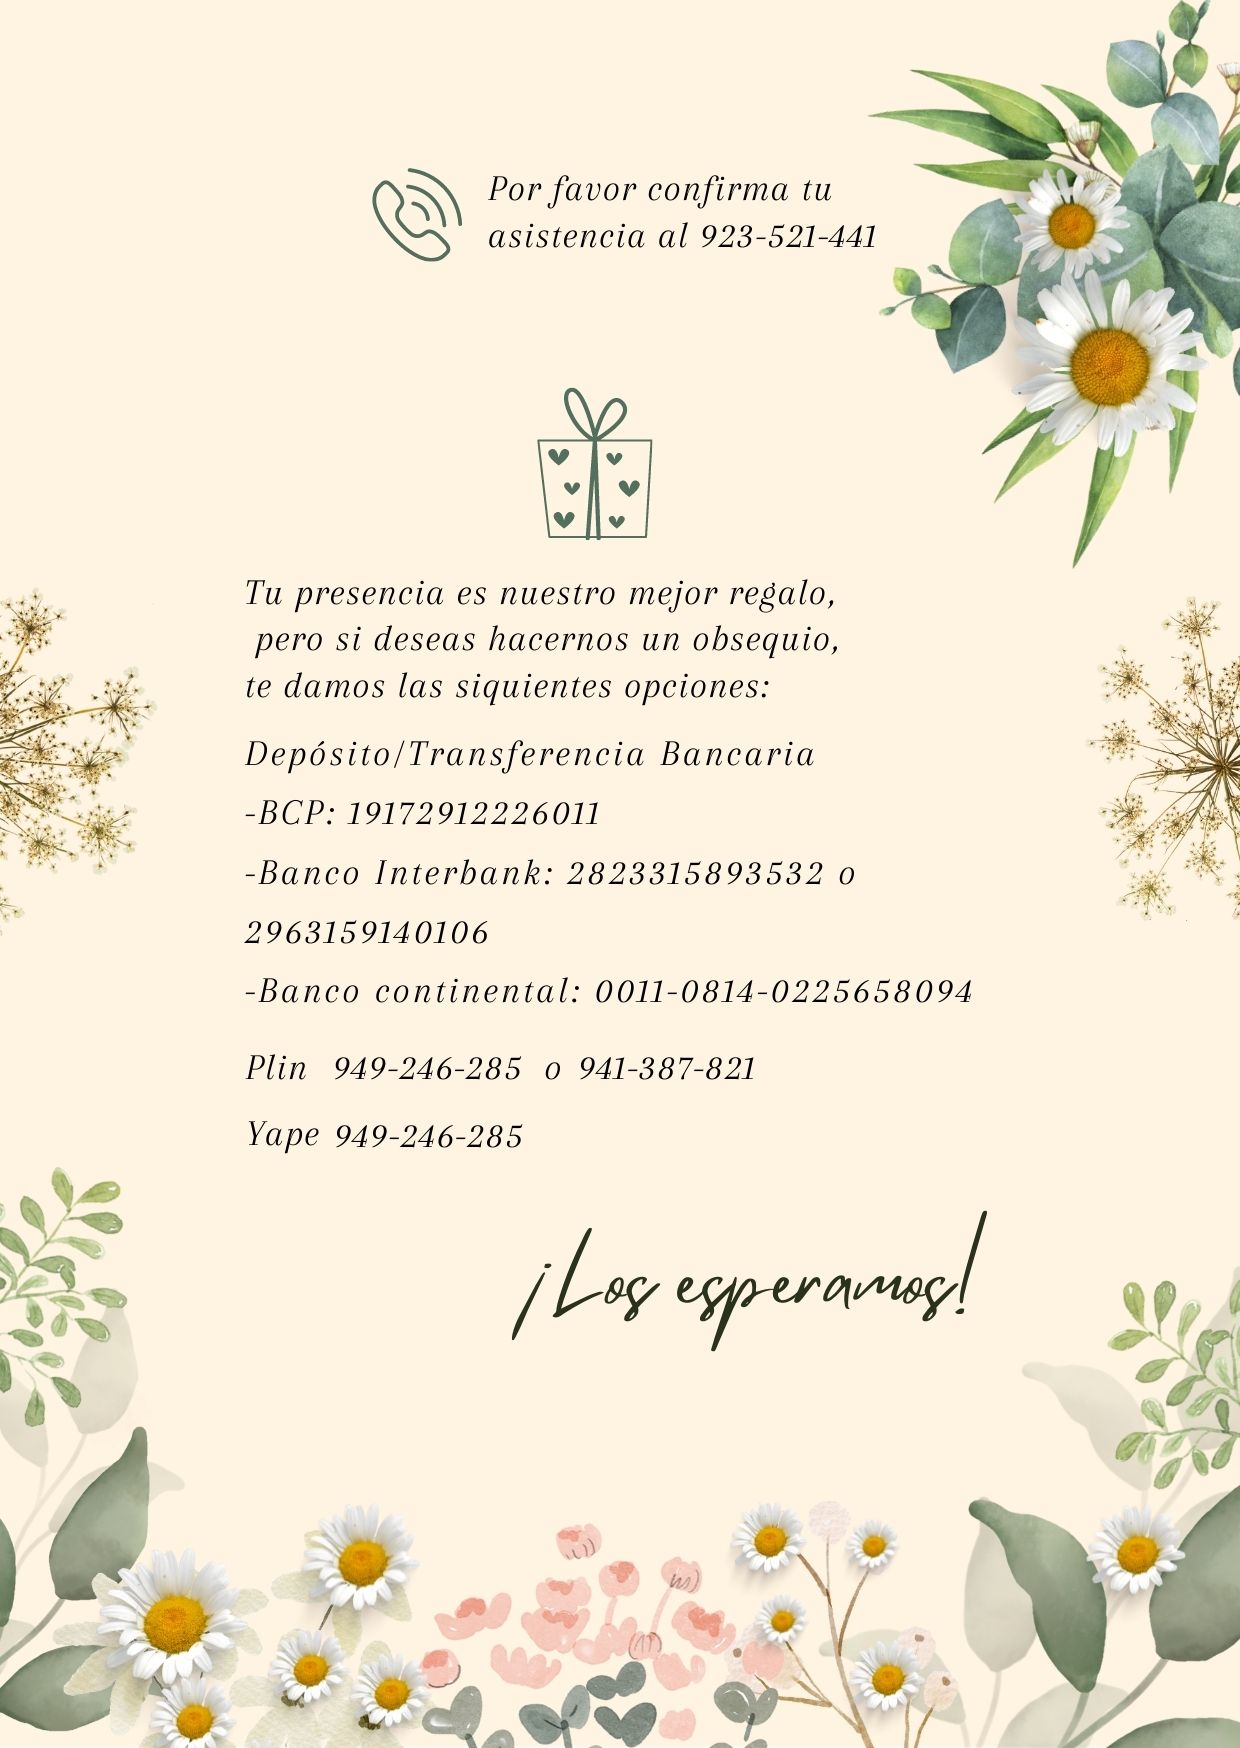 Por favor confirma tu
asistencia al 923-521-441
Tu presencia es nuestro mejor regalo,
pero si deseas hacernos un obsequio,
te damos las siquientes opciones:
Depósito/Transferencia Bancaria
-BCP: 19172912226011
-Banco Interbank: 2823315893532 o
2963159140106
-Banco continental: 0011-0814-0225658094
Plin 949-246-285 o 941-387-821
Yape 949-246-285
¡Los esperamos!